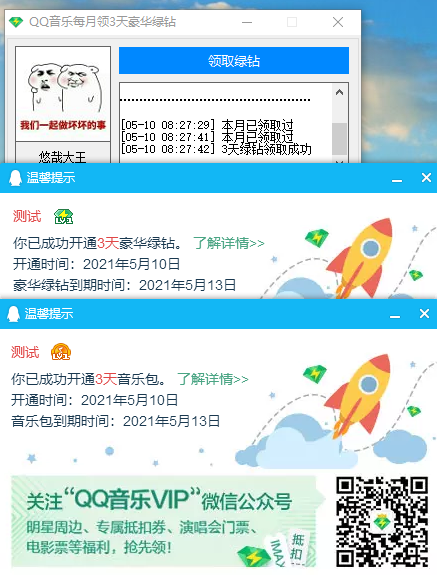 QQ音乐每月领3天豪华绿钻
领取绿钻
我们一起做坏坏的事
悠哉大王
[05-10 08:27:29] 本月已领取过
[05-10 08:27:41] 本月已领取过
[05-10 08:27:42] 3天绿钻领取成功
温馨提示
测试 LV1
你已成功开通3天豪华绿钻。 了解详情>>
开通时间：2021年5月10日
豪华绿钻到期时间：2021年5月13日
温馨提示
测试 LV1
你已成功开通3天音乐包。 了解详情>>
开通时间：2021年5月10日
音乐包到期时间：2021年5月13日
关注“QQ音乐VIP”微信公众号
明星周边、专属抵扣券、演唱会门票、
电影票等福利，抢先领！
IMAX
抵扣